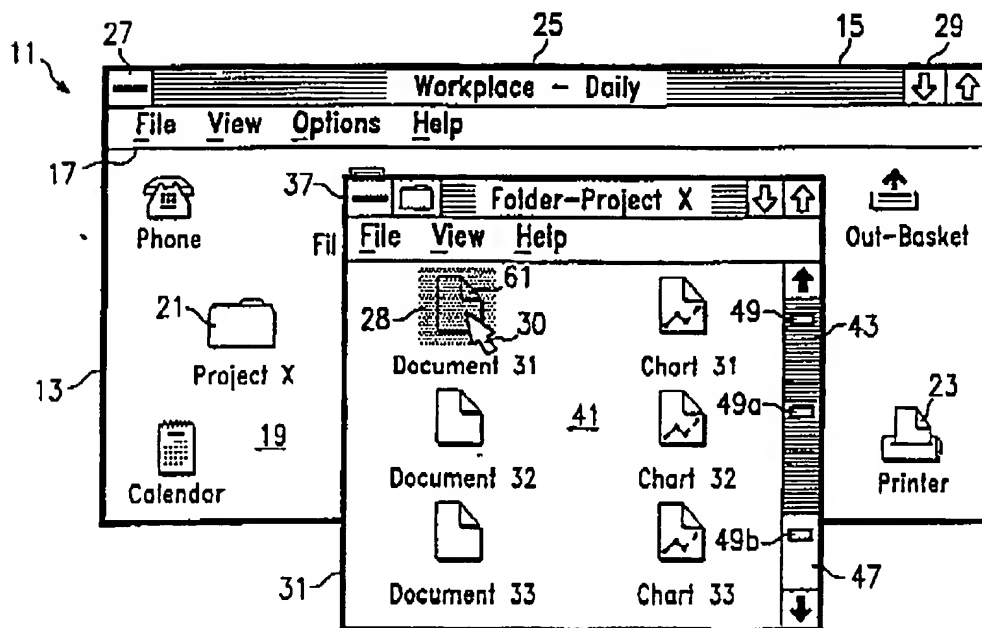 27 25 15 29
11
Workplace – Daily
File View Options Help
17
37 Folder-Project X
Phone Fil File View Help Out-Basket
61
28 30 49 43
21
Document 31 Chart 31
Project X
13 49a 23
19 41
Document 32 Chart 32
Calendar Printer
49b
31 47
Document 33 Chart 33